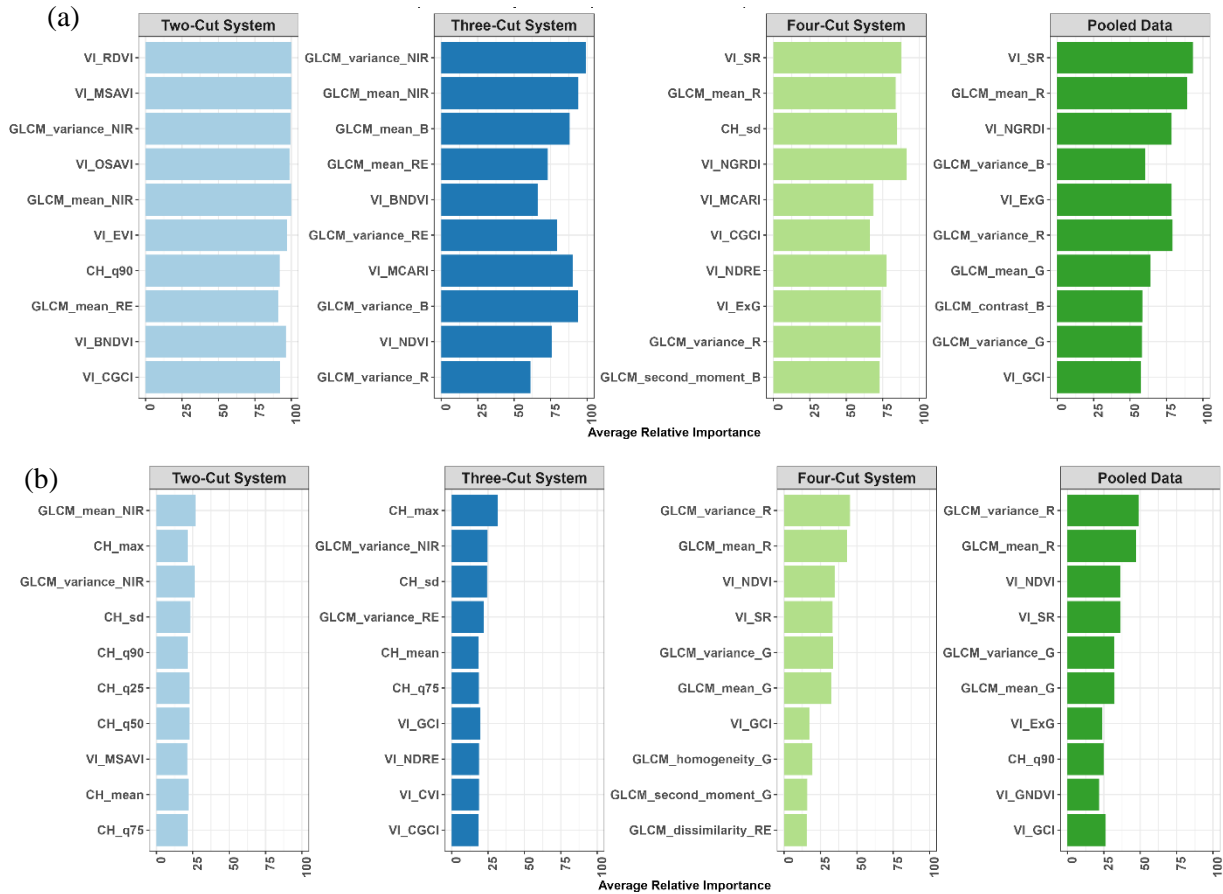 (a)
Two-Cut System
VI_RDVI
VI_MSAVI
GLCM_variance_NIR
VI_OSAVI
GLCM_mean_NIR
VI_EVI
CH_q90
GLCM_mean_RE
VI_BNDVI
VI_CGCI
0 25 50 75 100
Three-Cut System
GLCM_variance_NIR
GLCM_mean_NIR
GLCM_mean_B
GLCM_mean_RE
VI_BNDVI
GLCM_variance_RE
VI_MCARI
GLCM_variance_B
VI_NDVI
GLCM_variance_R
0 25 50 75 100
Four-Cut System
VI_SR
GLCM_mean_R
CH_sd
VI_NGRDI
VI_MCARI
VI_CGCI
VI_NDRE
VI_ExG
GLCM_variance_R
GLCM_second_moment_B
0 25 50 75 100
Pooled Data
VI_SR
GLCM_mean_R
VI_NGRDI
GLCM_variance_B
VI_ExG
GLCM_variance_R
GLCM_mean_G
GLCM_contrast_B
GLCM_variance_G
VI_GCI
0 25 50 75 100
Average Relative Importance
(b)
Two-Cut System
GLCM_mean_NIR
CH_max
GLCM_variance_NIR
CH_sd
CH_q90
CH_q25
CH_q50
VI_MSAVI
CH_mean
CH_q75
0 25 50 75 100
Three-Cut System
CH_max
GLCM_variance_NIR
CH_sd
GLCM_variance_RE
CH_mean
CH_q75
VI_GCI
VI_NDRE
VI_CVI
VI_CGCI
0 25 50 75 100
Four-Cut System
GLCM_variance_R
GLCM_mean_R
VI_NDVI
VI_SR
GLCM_variance_G
GLCM_mean_G
VI_GCI
GLCM_homogeneity_G
GLCM_second_moment_G
GLCM_dissimilarity_RE
0 25 50 75 100
Pooled Data
GLCM_variance_R
GLCM_mean_R
VI_NDVI
VI_SR
GLCM_variance_G
GLCM_mean_G
VI_ExG
CH_q90
VI_GNDVI
VI_GCI
0 25 50 75 100
Average Relative Importance